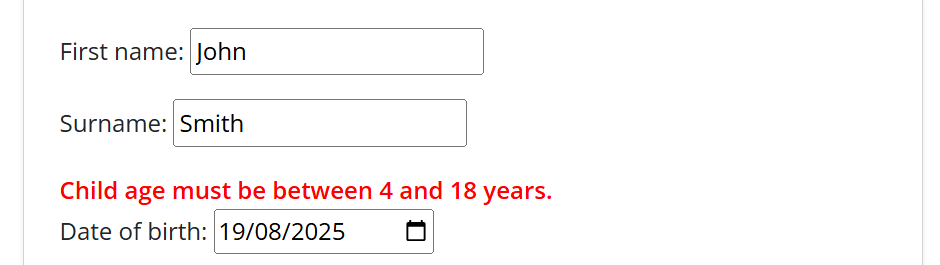 First name: John
Surname: Smith
Child age must be between 4 and 18 years.
Date of birth: 19/08/2025